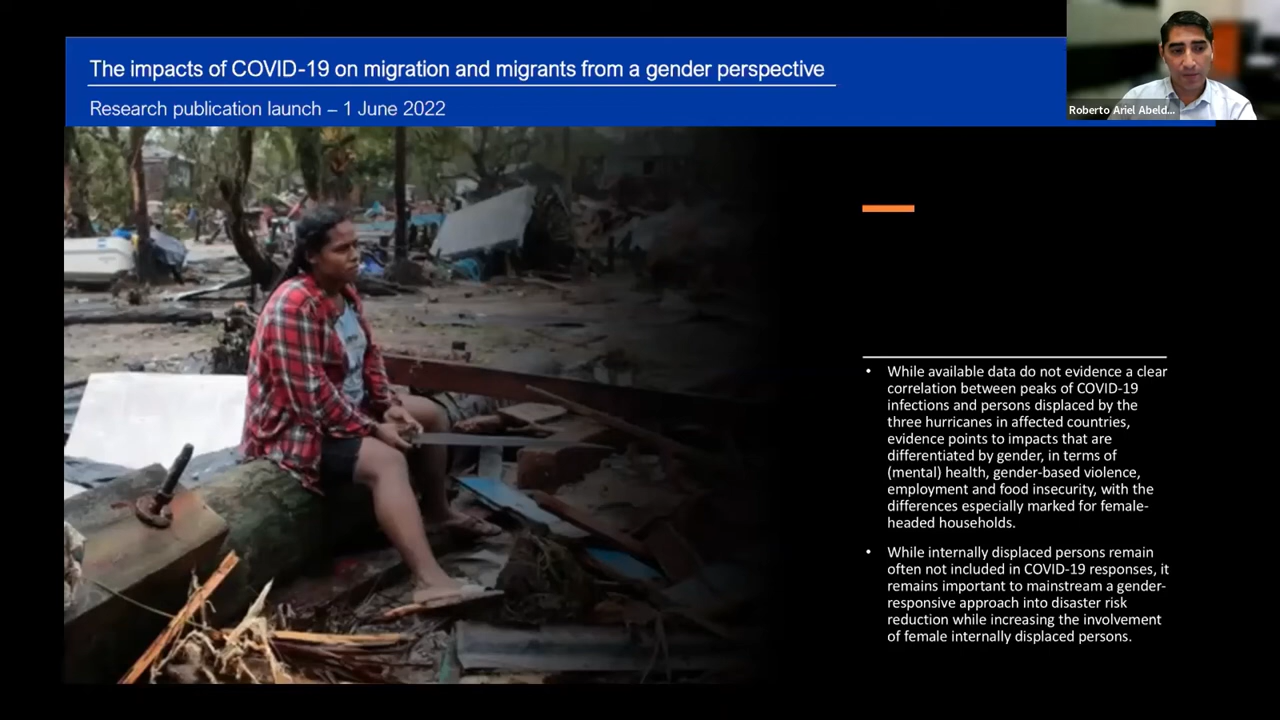 The impacts of COVID-19 on migration and migrants from a gender perspective
Research publication launch – 1 June 2022
Roberto Ariel Abeld...
• While available data do not evidence a clear
correlation between peaks of COVID-19
infections and persons displaced by the
three hurricanes in affected countries,
evidence points to impacts that are
differentiated by gender, in terms of
(mental) health, gender-based violence,
employment and food insecurity, with the
differences especially marked for female-
headed households.
• While internally displaced persons remain
often not included in COVID-19 responses, it
remains important to mainstream a gender-
responsive approach into disaster risk
reduction while increasing the involvement
of female internally displaced persons.